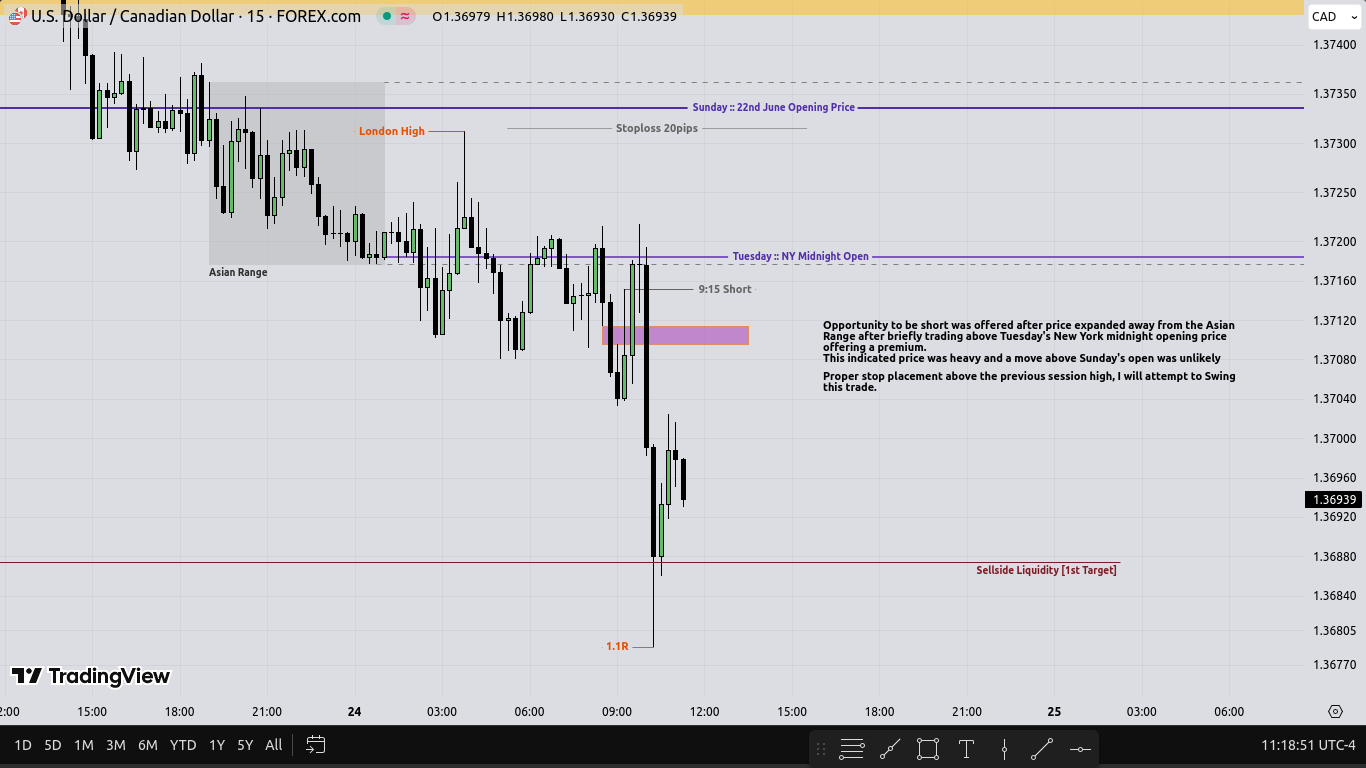 U.S. Dollar / Canadian Dollar · 15 · FOREX.com
O1.36979 H1.36980 L1.36930 C1.36939
CAD
1.37400
1.37350
1.37300
1.37250
1.37200
1.37160
1.37120
1.37080
1.37040
1.37000
1.36960
1.36939
1.36920
1.36880
1.36840
1.36805
1.36770
Sunday :: 22nd June Opening Price
London High
Stoploss 20pips
Tuesday :: NY Midnight Open
Asian Range
9:15 Short
Opportunity to be short was offered after price expanded away from the Asian
Range after briefly trading above Tuesday's New York midnight opening price
offering a premium.
This indicated price was heavy and a move above Sunday's open was unlikely
Proper stop placement above the previous session high, I will attempt to Swing
this trade.
Sellside Liquidity [1st Target]
1.1R
TradingView
2:00 15:00 18:00 21:00 24 03:00 06:00 09:00 12:00 15:00 18:00 21:00 25 03:00 06:00
1D 5D 1M 3M 6M YTD 1Y 5Y All
11:18:51 UTC-4